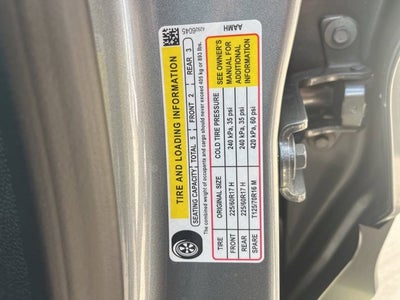 TIRE AND LOADING INFORMATION
SEATING CAPACITY TOTAL 5 FRONT 2 REAR 3
The combined weight of occupants and cargo should never exceed 405 kg or 893 lbs.
TIRE ORIGINAL SIZE COLD TIRE PRESSURE
FRONT 225/60R17 H 240 kPa, 35 psi
REAR 225/60R17 H 240 kPa, 35 psi
SPARE T125/70R16 M 420 kPa, 60 psi
SEE OWNER'S
MANUAL FOR
ADDITIONAL
INFORMATION
AAMH